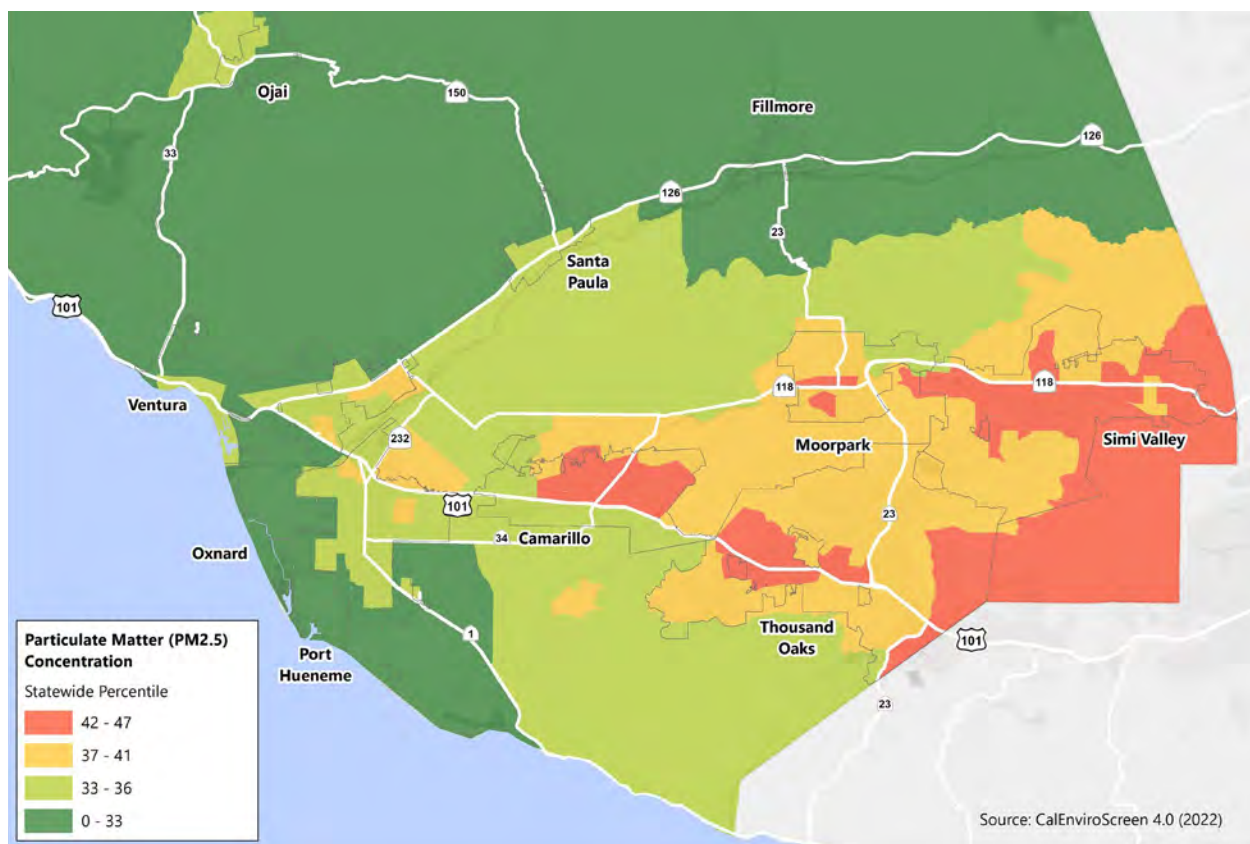 Ojai
150
Fillmore
126
33
126
23
Santa
Paula
101
118
118
Ventura
232
Moorpark
Simi Valley
101
23
34
Camarillo
Oxnard
Thousand
Oaks
1
101
Port
Hueneme
23
Particulate Matter (PM2.5)
Concentration
Statewide Percentile
42 - 47
37 - 41
33 - 36
0 - 33
Source: CalEnviroScreen 4.0 (2022)